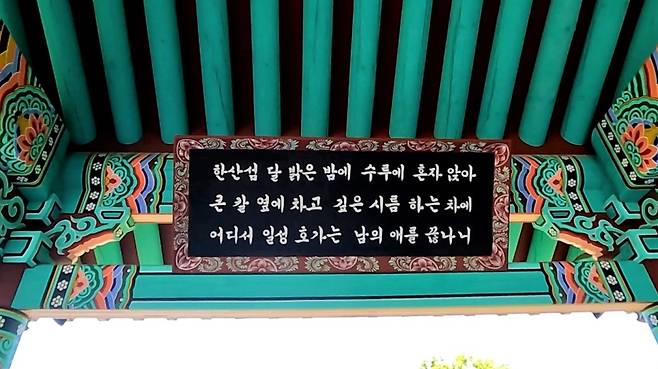 한산섬 달 밝은 밤에 수루에 혼자 앉아
큰 칼 옆에 차고 깊은 시름 하는 차에
어디서 일성 호가는 남의 애를 끊나니